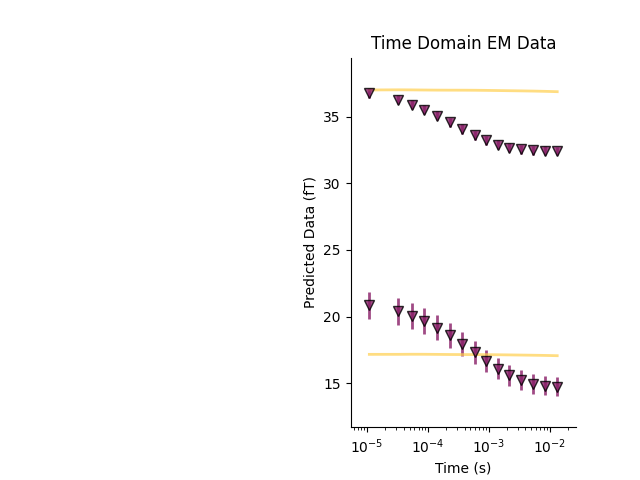 Time Domain EM Data
Predicted Data (fT)
35
30
25
20
15
10⁻⁵ 10⁻⁴ 10⁻³ 10⁻²
Time (s)